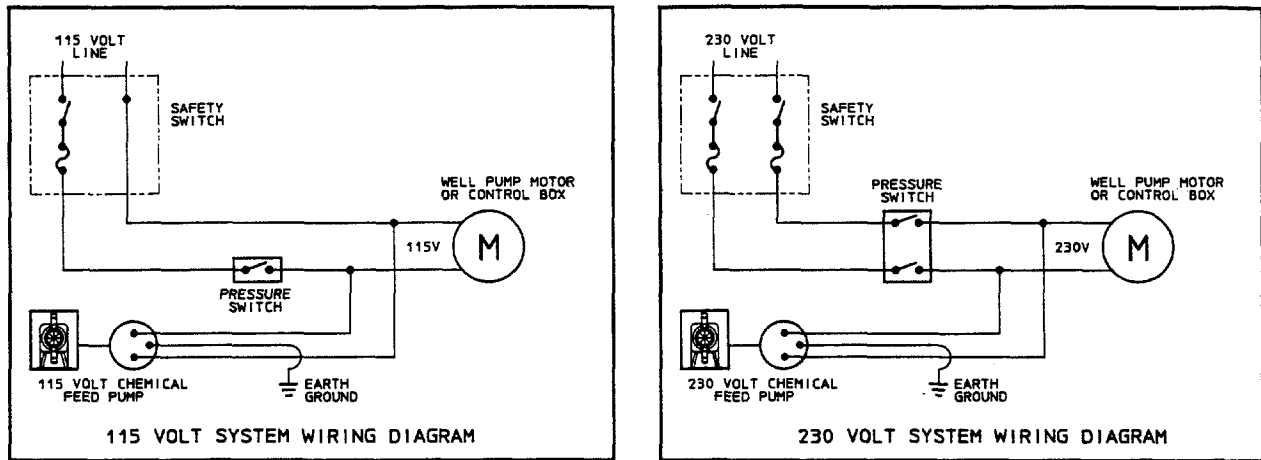 115 VOLT
LINE
SAFETY
SWITCH
WELL PUMP MOTOR
OR CONTROL BOX
115V
M
PRESSURE
SWITCH
115 VOLT CHEMICAL
FEED PUMP
EARTH
GROUND
115 VOLT SYSTEM WIRING DIAGRAM
230 VOLT
LINE
SAFETY
SWITCH
PRESSURE
SWITCH
WELL PUMP MOTOR
OR CONTROL BOX
230V
M
230 VOLT CHEMICAL
FEED PUMP
EARTH
GROUND
230 VOLT SYSTEM WIRING DIAGRAM